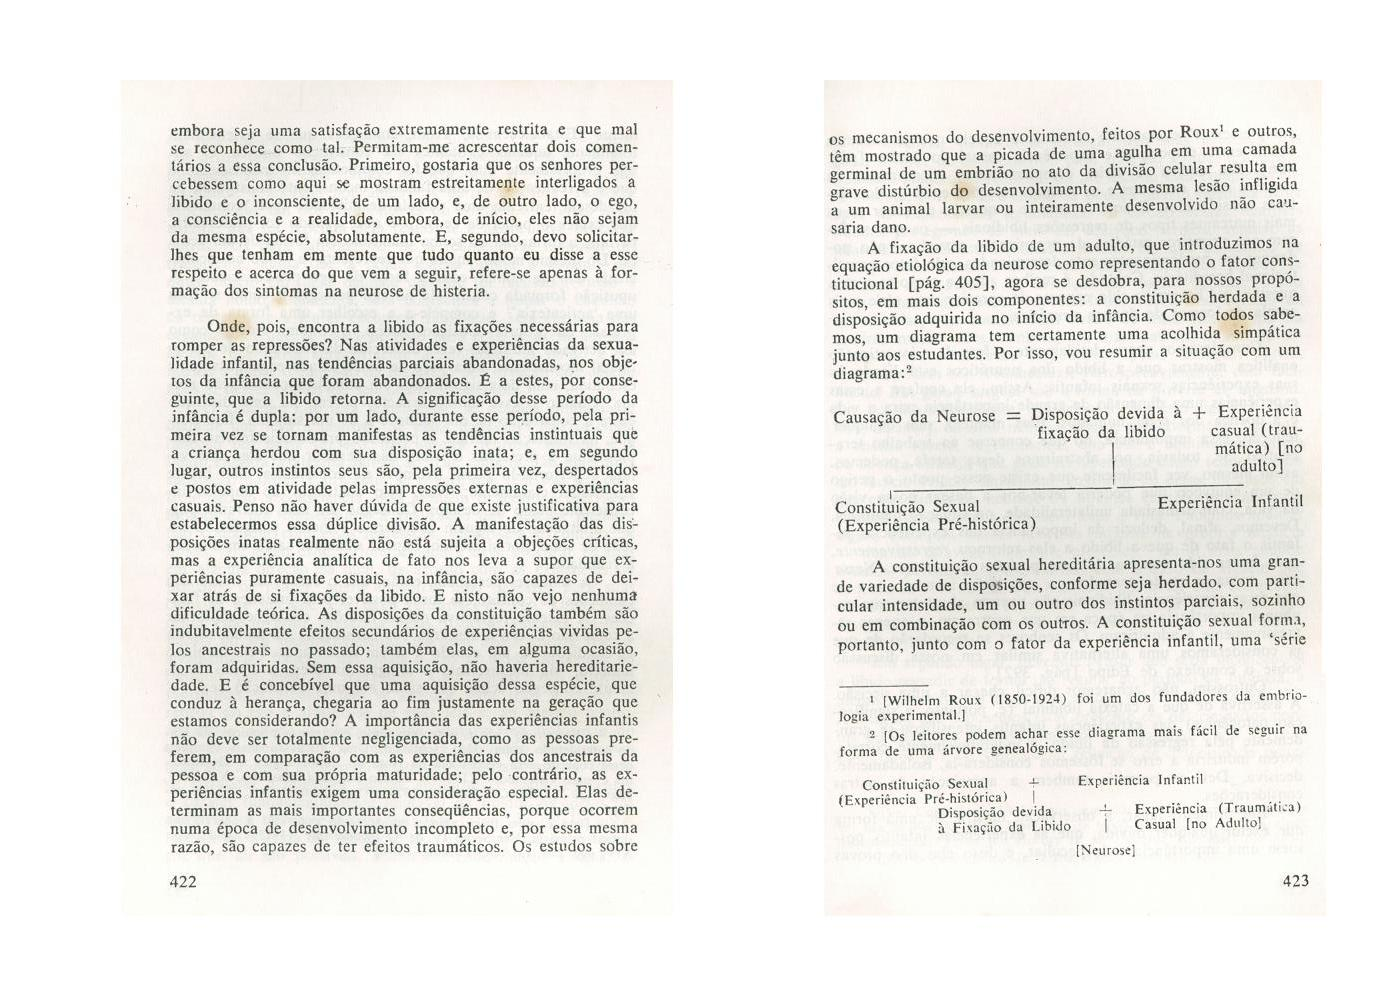 embora seja uma satisfação extremamente restrita e que mal
se reconhece como tal. Permitam-me acrescentar dois comen-
tários a essa conclusão. Primeiro, gostaria que os senhores per-
cebessem como aqui se mostram estreitamente interligados a
libido e o inconsciente, de um lado, e, de outro lado, o ego,
a consciência e a realidade, embora, de início, eles não sejam
da mesma espécie, absolutamente. E, segundo, devo solicitar-
lhes que tenham em mente que tudo quanto eu disse a esse
respeito e acerca do que vem a seguir, refere-se apenas à for-
mação dos sintomas na neurose de histeria.
Onde, pois, encontra a libido as fixações necessárias para
romper as repressões? Nas atividades e experiências da sexua-
lidade infantil, nas tendências parciais abandonadas, nos obje-
tos da infância que foram abandonados. É a estes, por conse-
guinte, que a libido retorna. A significação desse período da
infância é dupla: por um lado, durante esse período, pela pri-
meira vez se tornam manifestas as tendências instintuais que
a criança herdou com sua disposição inata; e, em segundo
lugar, outros instintos seus são, pela primeira vez, despertados
e postos em atividade pelas impressões externas e experiências
casuais. Penso não haver dúvida de que existe justificativa para
estabelecermos essa dúplice divisão. A manifestação das dis-
posições inatas realmente não está sujeita a objeções críticas,
mas a experiência analítica de fato nos leva a supor que ex-
periências puramente casuais, na infância, são capazes de dei-
xar atrás de si fixações da libido. E nisto não vejo nenhuma
dificuldade teórica. As disposições da constituição também são
indubitavelmente efeitos secundários de experiências vividas pe-
los ancestrais no passado; também elas, em alguma ocasião,
foram adquiridas. Sem essa aquisição, não haveria hereditarie-
dade. E é concebível que uma aquisição dessa espécie, que
conduz à herança, chegaria ao fim justamente na geração que
estamos considerando? A importância das experiências infantis
não deve ser totalmente negligenciada, como as pessoas pre-
ferem, em comparação com as experiências dos ancestrais da
pessoa e com sua própria maturidade; pelo contrário, as ex-
periências infantis exigem uma consideração especial. Elas de-
terminam as mais importantes conseqüências, porque ocorrem
numa época de desenvolvimento incompleto e, por essa mesma
razão, são capazes de ter efeitos traumáticos. Os estudos sobre
422
os mecanismos do desenvolvimento, feitos por Roux¹ e outros,
têm mostrado que a picada de uma agulha em uma camada
germinal de um embrião no ato da divisão celular resulta em
grave distúrbio do desenvolvimento. A mesma lesão infligida
a um animal larvar ou inteiramente desenvolvido não cau-
saria dano.
A fixação da libido de um adulto, que introduzimos na
equação etiológica da neurose como representando o fator cons-
titucional [pág. 405], agora se desdobra, para nossos propó-
sitos, em mais dois componentes: a constituição herdada e a
disposição adquirida no início da infância. Como todos sabe-
mos, um diagrama tem certamente uma acolhida simpática
junto aos estudantes. Por isso, vou resumir a situação com um
diagrama:²
Causação da Neurose = Disposição devida à + Experiência
fixação da libido casual (trau-
mática) [no
adulto]
Constituição Sexual Experiência Infantil
(Experiência Pré-histórica)
A constituição sexual hereditária apresenta-nos uma gran-
de variedade de disposições, conforme seja herdado, com parti-
cular intensidade, um ou outro dos instintos parciais, sozinho
ou em combinação com os outros. A constituição sexual forma,
portanto, junto com o fator da experiência infantil, uma ‘série
¹ [Wilhelm Roux (1850-1924) foi um dos fundadores da embrio-
logia experimental.]
² [Os leitores podem achar esse diagrama mais fácil de seguir na
forma de uma árvore genealógica:
Constituição Sexual + Experiência Infantil
(Experiência Pré-histórica)
Disposição devida + Experiência (Traumática)
à Fixação da Libido Casual [no Adulto]
[Neurose]
423